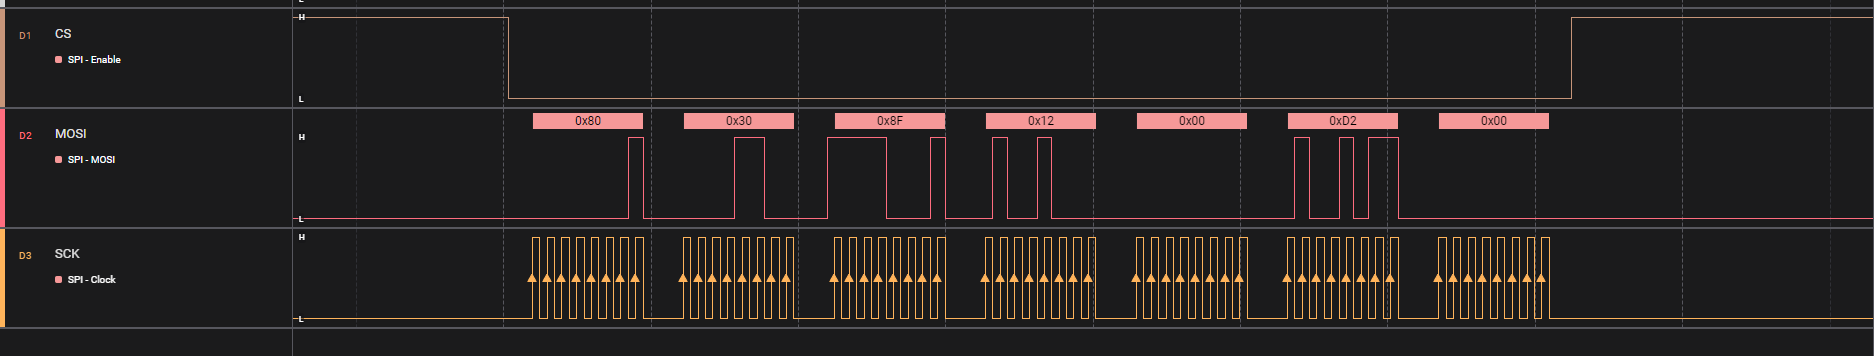 L
H
D1 CS
SPI - Enable
L
0x80 0x30 0x8F 0x12 0x00 0xD2 0x00
D2 MOSI
H
SPI - MOSI
L
H
D3 SCK
SPI - Clock
L